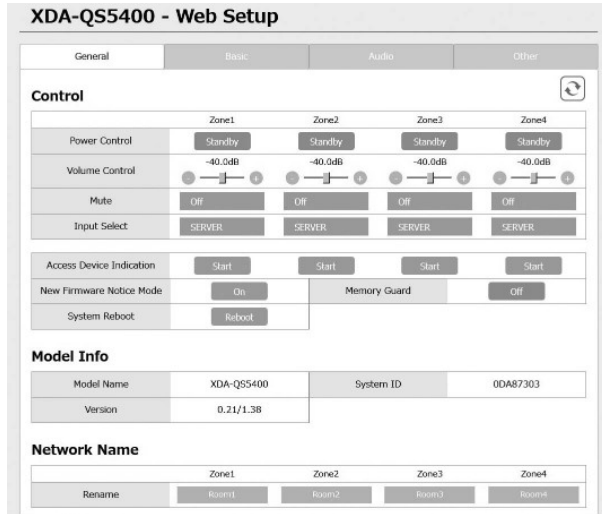 XDA-QS5400 - Web Setup
General Basic Audio Other
Control
Zone1 Zone2 Zone3 Zone4
Power Control Standby Standby Standby Standby
Volume Control -40.0dB -40.0dB -40.0dB -40.0dB
- + - + - + - +
Mute Off Off Off Off
Input Select SERVER SERVER SERVER SERVER
Access Device Indication Start Start Start Start
New Firmware Notice Mode On Memory Guard Off
System Reboot Reboot
Model Info
Model Name XDA-QS5400 System ID 0DA87303
Version 0.21/1.38
Network Name
Zone1 Zone2 Zone3 Zone4
Rename Room1 Room2 Room3 Room4